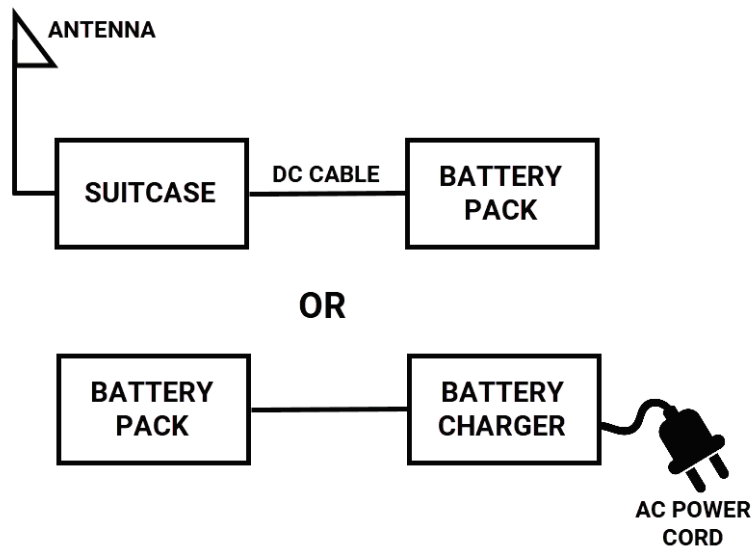 ANTENNA
SUITCASE
DC CABLE
BATTERY
PACK
OR
BATTERY
PACK
BATTERY
CHARGER
AC POWER
CORD